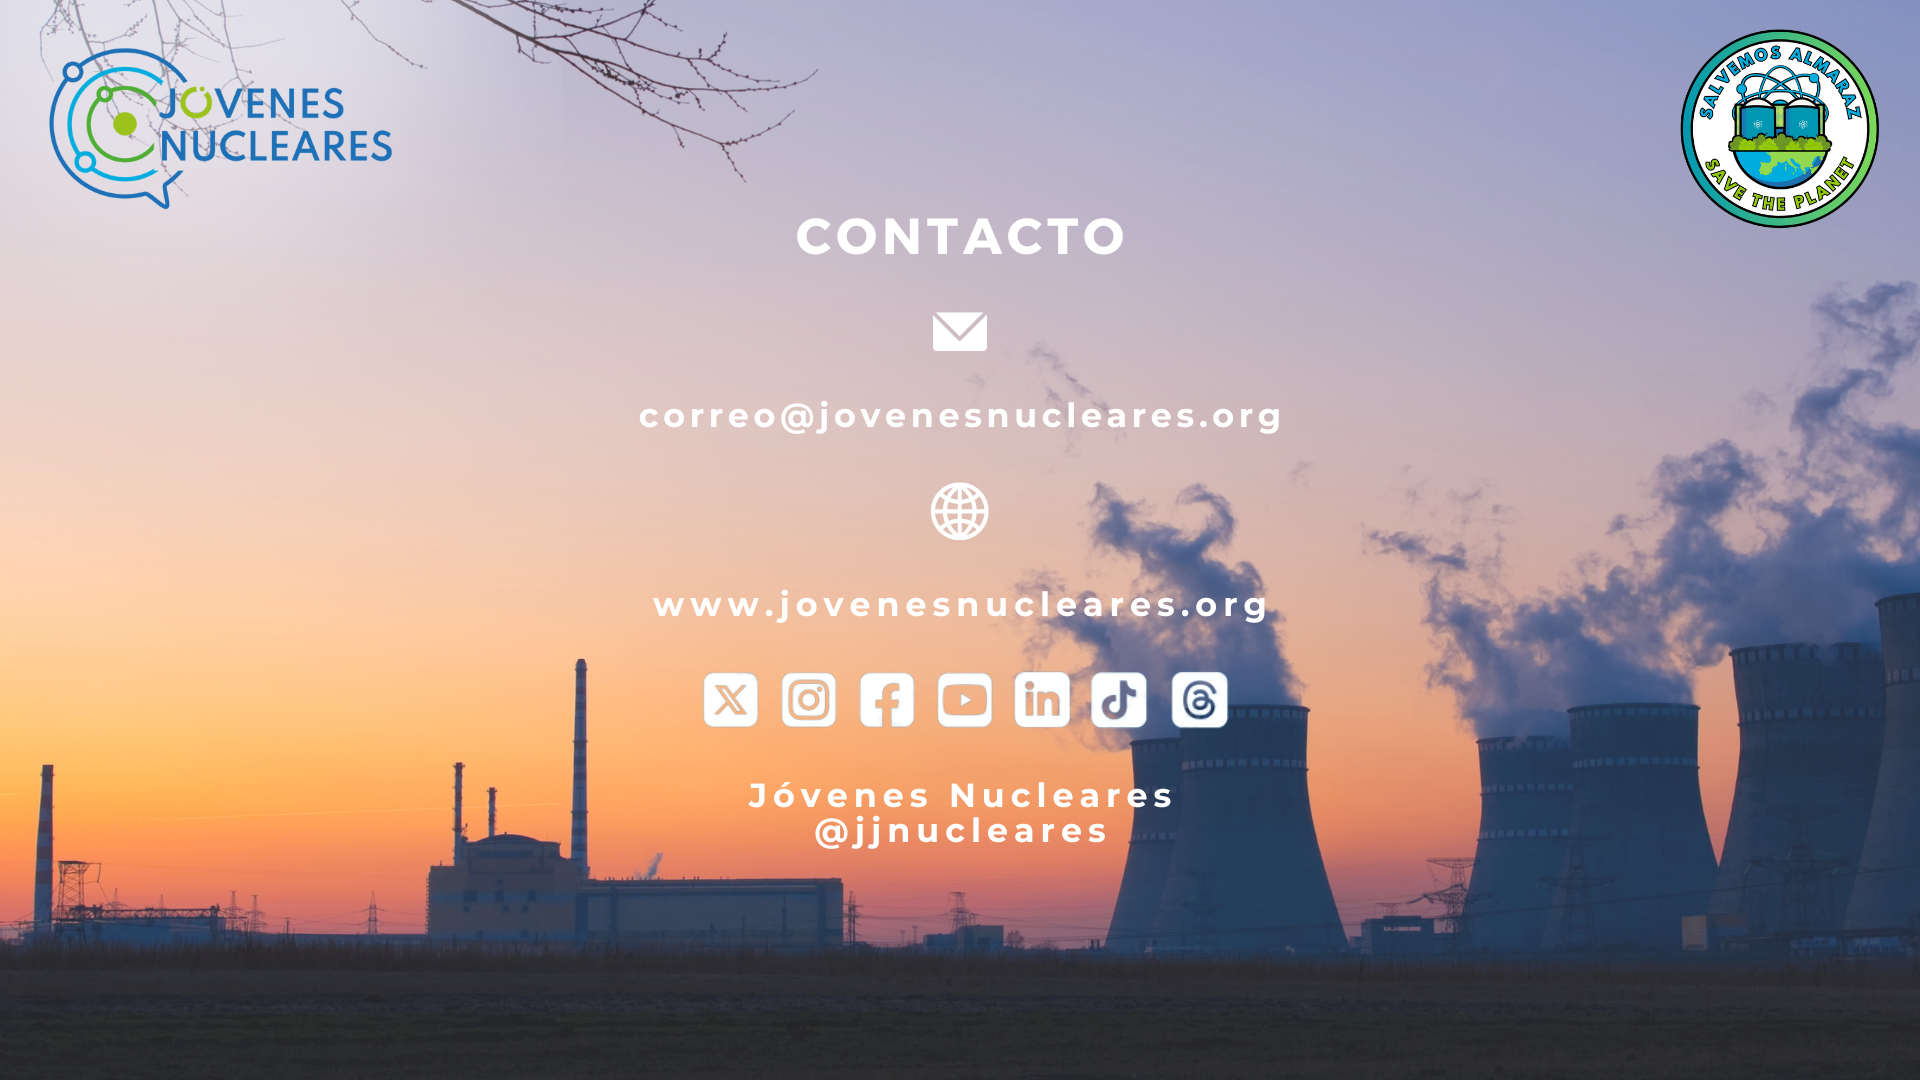 JÓVENES
NUCLEARES
SALVEMOS ALMARAZ
SAVE THE PLANET
CONTACTO
correo@jovenesnucleares.org
www.jovenesnucleares.org
Jóvenes Nucleares
@jjnucleares